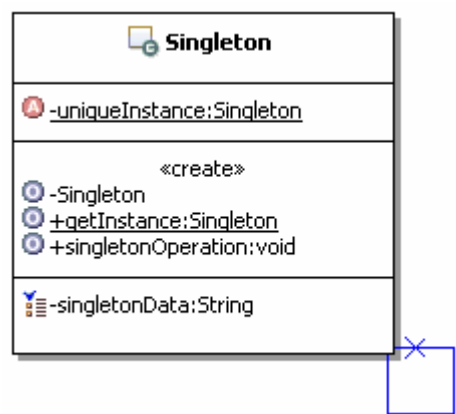 Singleton
-uniqueInstance:Singleton
«create»
-Singleton
+getInstance:Singleton
+singletonOperation:void
-singletonData:String